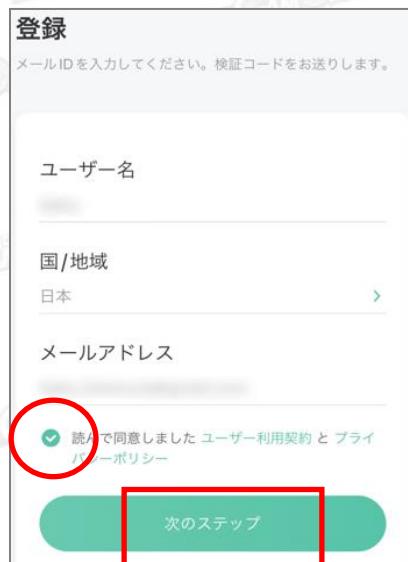 登録
メールIDを入力してください。検証コードをお送りします。
ユーザー名
国/地域
日本
メールアドレス
読んで同意しました ユーザー利用契約 と プライ
バシーポリシー
次のステップ